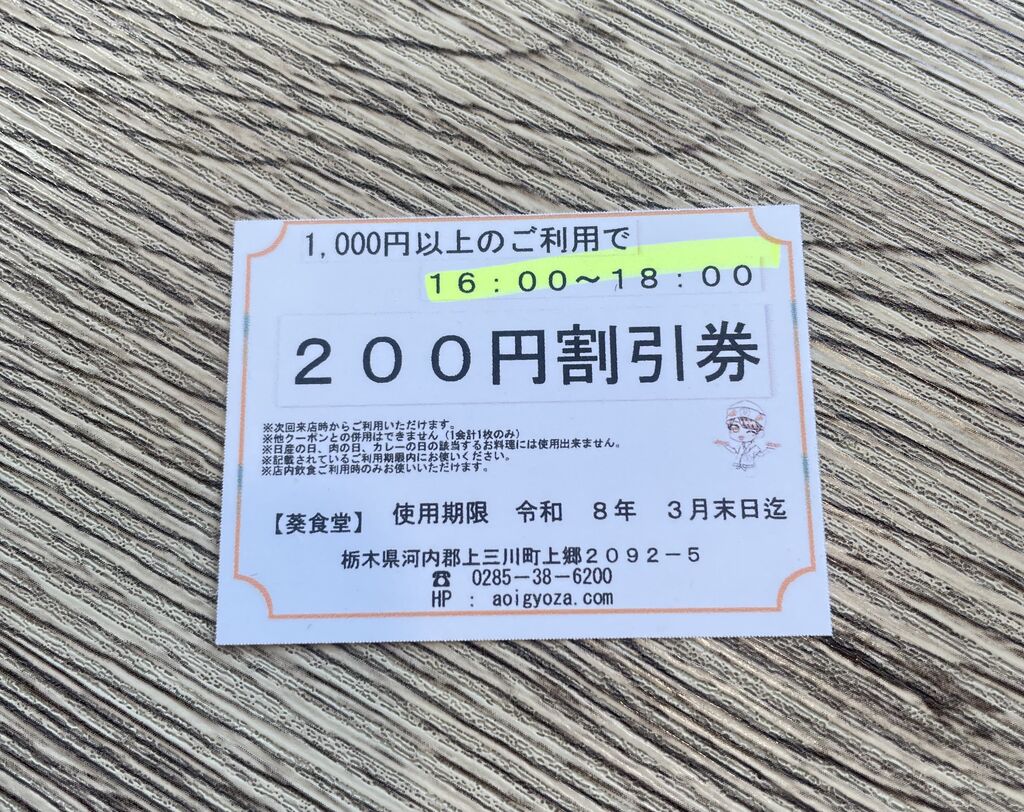 1,000円以上のご利用で
16:00~18:00
200円割引券
※次回来店時からご利用いただけます。
※他クーポンとの併用はできません（1会計1枚のみ）
※日産の日、肉の日、カレーの日の該当するお料理には使用出来ません。
※記載されているご利用期限内にお使いください。
※店内飲食ご利用時のみお使いいただけます。
【葵食堂】 使用期限 令和 8年 3月末日迄
栃木県河内郡上三川町上郷2092-5
☎ 0285-38-6200
HP : aoigyoza.com